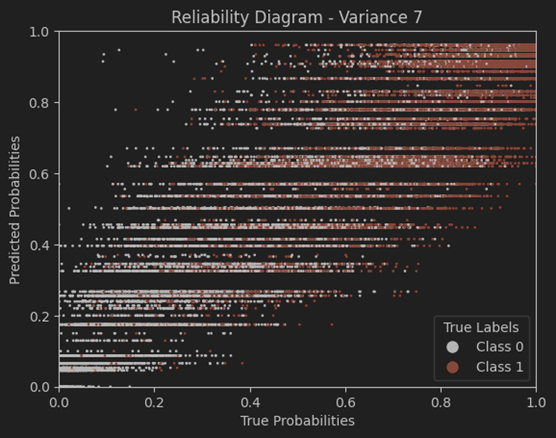 Reliability Diagram - Variance 7
1.0
0.8
0.6
0.4
0.2
0.0
Predicted Probabilities
True Labels
Class 0
Class 1
0.0 0.2 0.4 0.6 0.8 1.0
True Probabilities